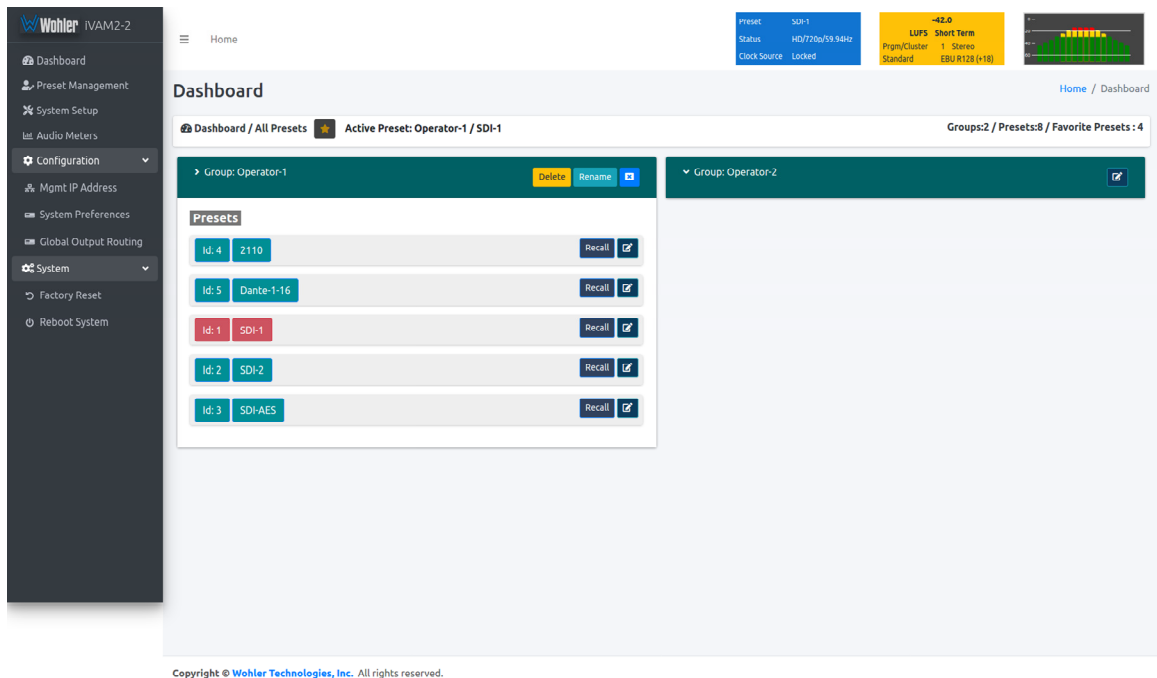 Wohler iVAM2-2
Dashboard
Preset Management
System Setup
Audio Meters
Configuration
Mgmt IP Address
System Preferences
Global Output Routing
System
Factory Reset
Reboot System
Home
Preset SDI-1
Status HD/720p/59.94Hz
Clock Source Locked
-42.0
LUFS Short Term
Prgm/Cluster 1 Stereo
Standard EBU R128 (+18)
Dashboard
Home / Dashboard
Dashboard / All Presets Active Preset: Operator-1 / SDI-1
Groups:2 / Presets:8 / Favorite Presets : 4
Group: Operator-1 Delete Rename
Group: Operator-2
Presets
Id: 4 2110 Recall
Id: 5 Dante-1-16 Recall
Id: 1 SDI-1 Recall
Id: 2 SDI-2 Recall
Id: 3 SDI-AES Recall
Copyright © Wohler Technologies, Inc. All rights reserved.